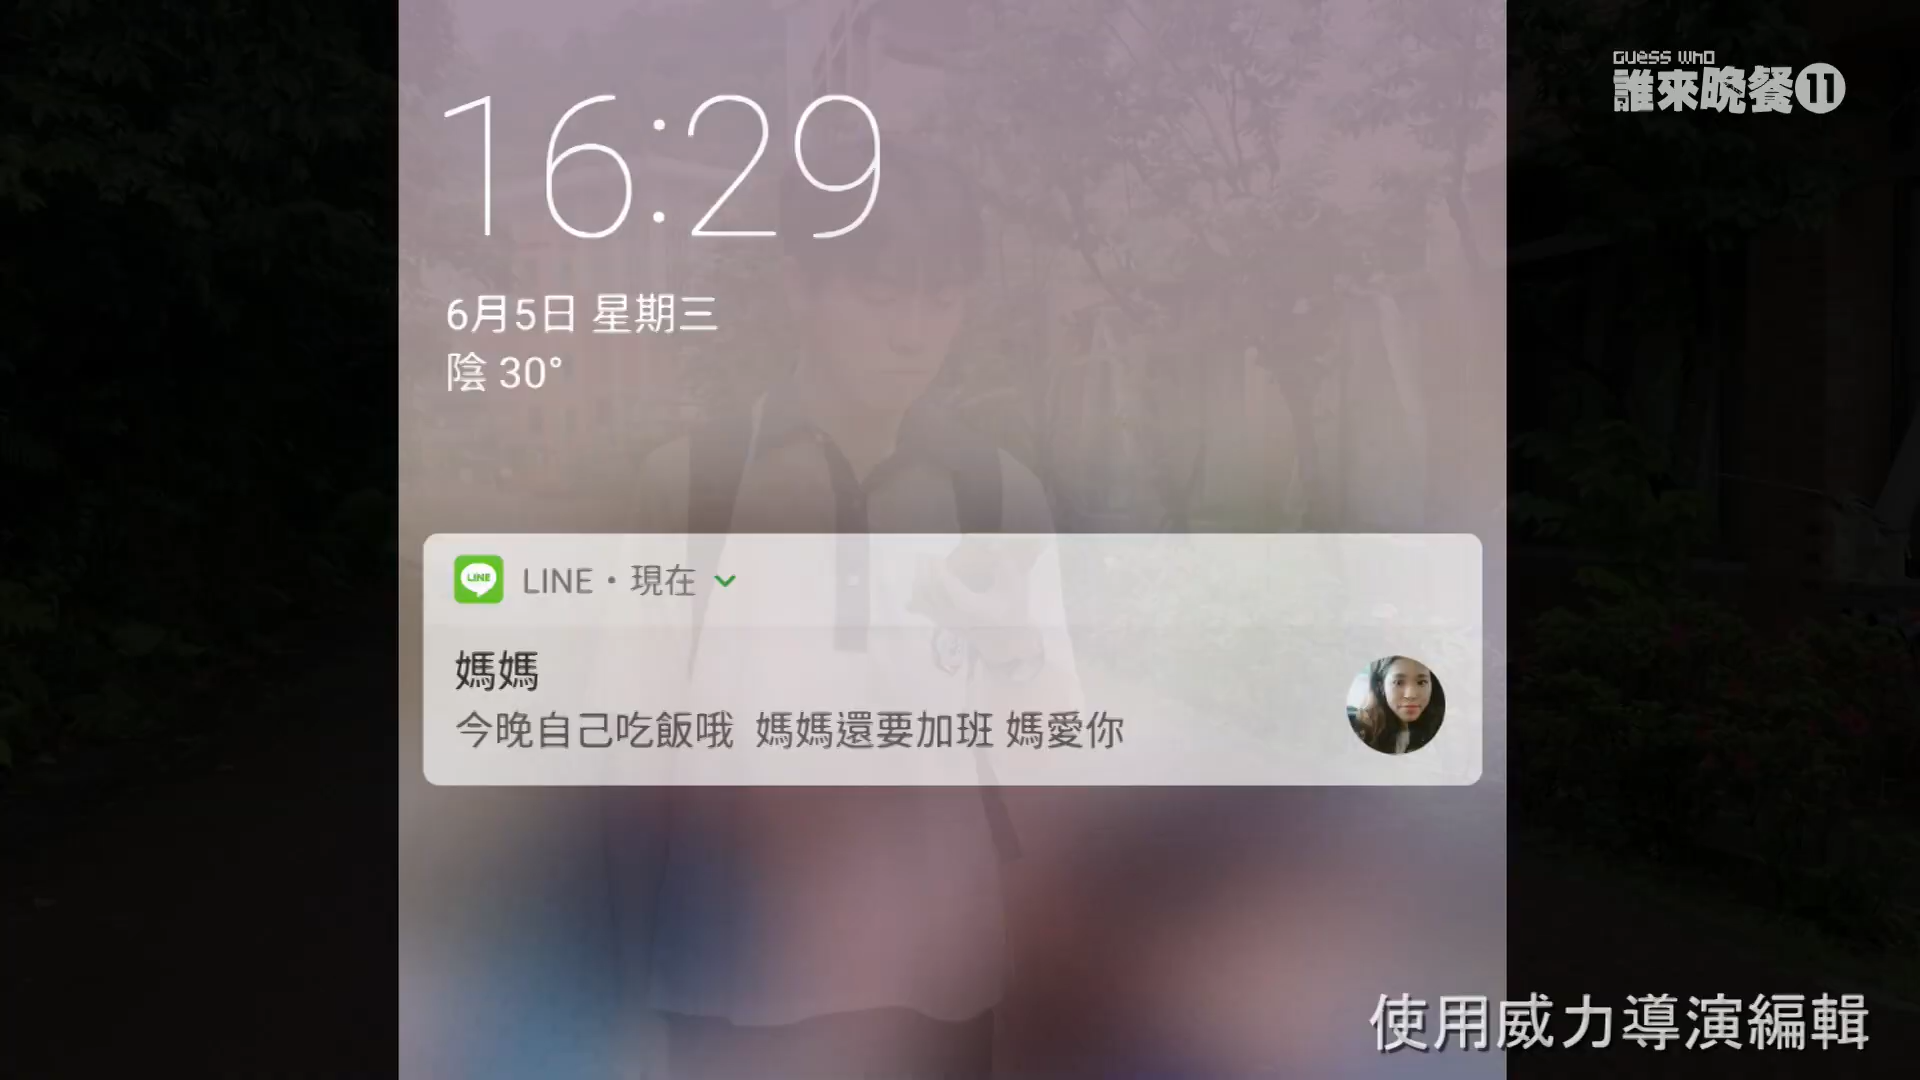 GUESS WHO
誰來晚餐11
16:29
6月5日 星期三
陰 30°
LINE
LINE・現在
媽媽
今晚自己吃飯哦 媽媽還要加班 媽愛你
使用威力導演編輯